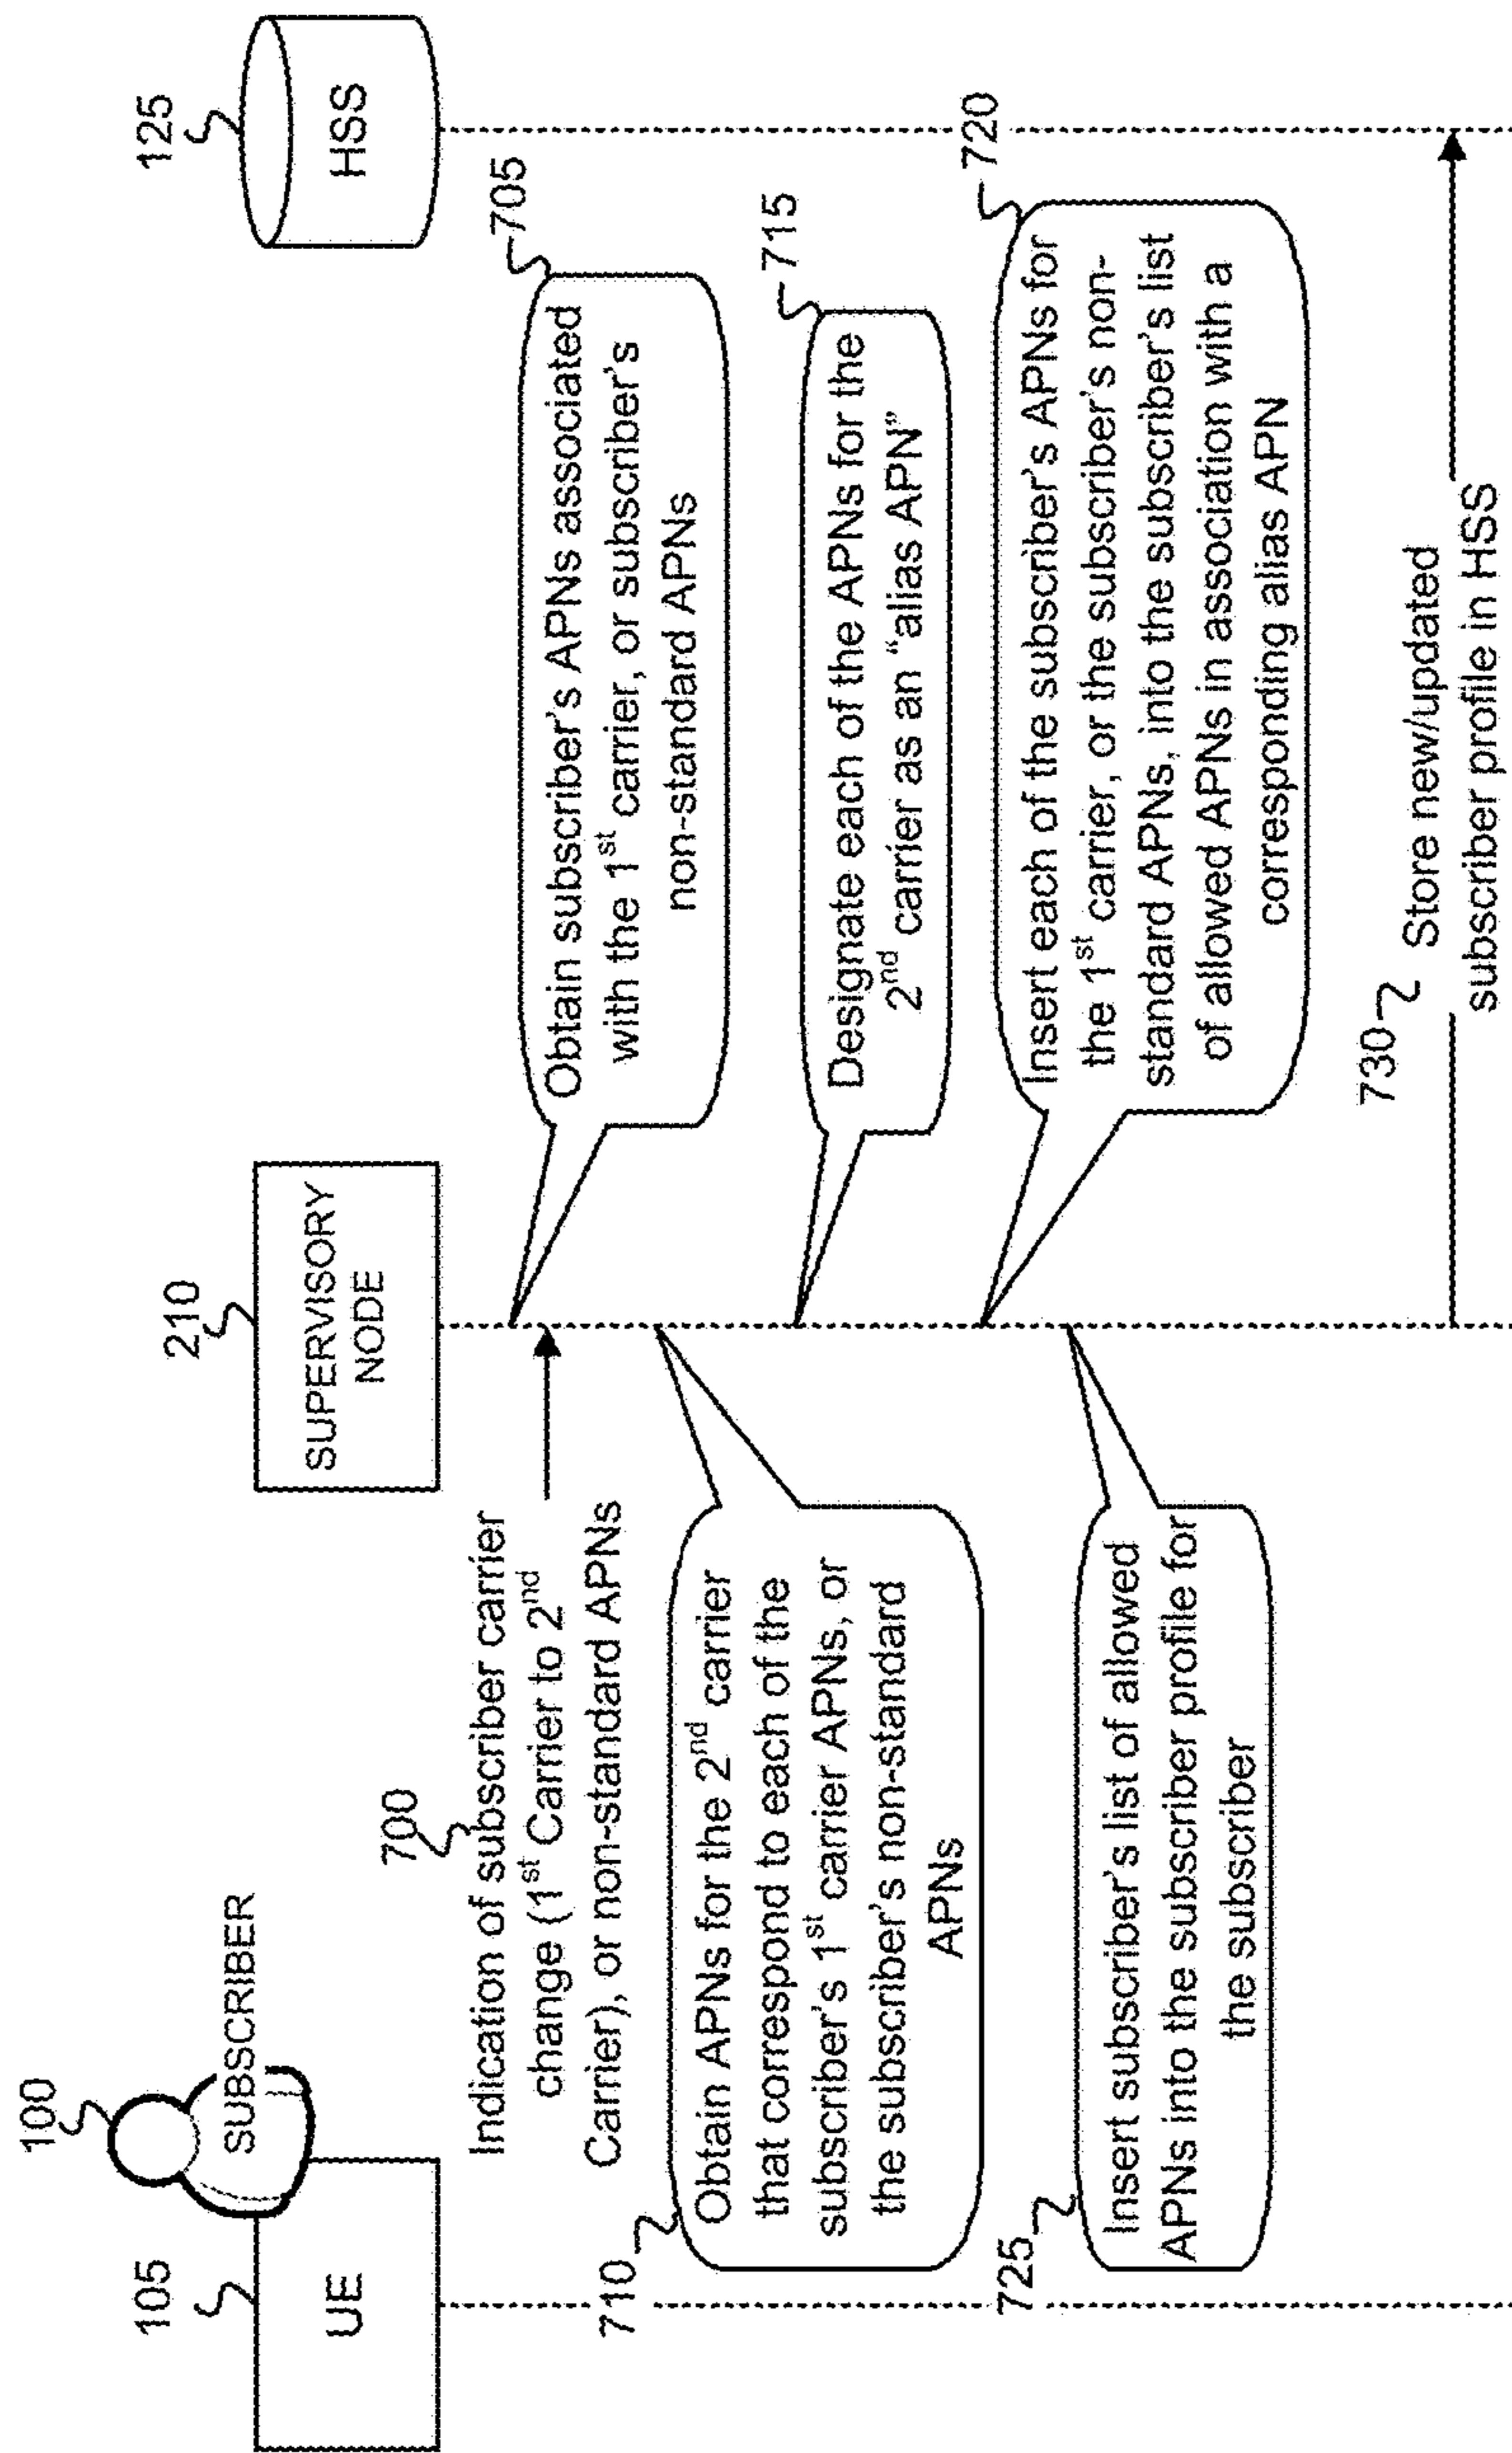 100
SUBSCRIBER
105
UE
210
SUPERVISORY
NODE
125
HSS
700
Indication of subscriber carrier
change (1st Carrier to 2nd
Carrier), or non-standard APNs
705
Obtain subscriber's APNs associated
with the 1st carrier, or subscriber's
non-standard APNs
710
Obtain APNs for the 2nd carrier
that correspond to each of the
subscriber's 1st carrier APNs, or
the subscriber's non-standard
APNs
715
Designate each of the APNs for the
2nd carrier as an "alias APN"
720
Insert each of the subscriber's APNs for
the 1st carrier, or the subscriber's non-
standard APNs, into the subscriber's list
of allowed APNs in association with a
corresponding alias APN
725
Insert subscriber's list of allowed
APNs into the subscriber profile for
the subscriber
730
Store new/updated
subscriber profile in HSS